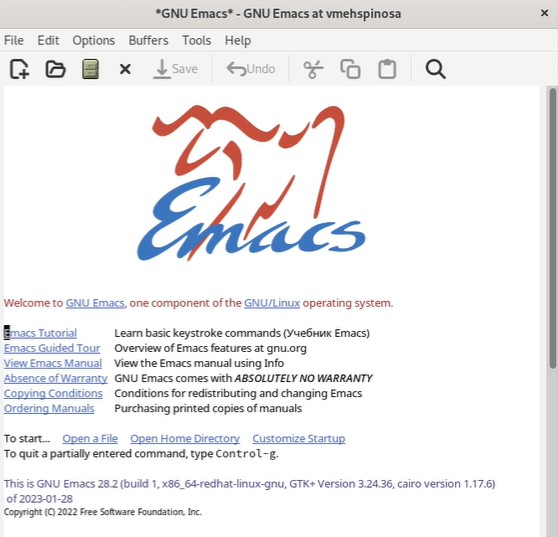 *GNU Emacs* - GNU Emacs at vmehspinosa
File Edit Options Buffers Tools Help
Save Undo
Emacs
Welcome to GNU Emacs, one component of the GNU/Linux operating system.
Emacs Tutorial Learn basic keystroke commands (Учебник Emacs)
Emacs Guided Tour Overview of Emacs features at gnu.org
View Emacs Manual View the Emacs manual using Info
Absence of Warranty GNU Emacs comes with ABSOLUTELY NO WARRANTY
Copying Conditions Conditions for redistributing and changing Emacs
Ordering Manuals Purchasing printed copies of manuals
To start... Open a File Open Home Directory Customize Startup
To quit a partially entered command, type Control-g.
This is GNU Emacs 28.2 (build 1, x86_64-redhat-linux-gnu, GTK+ Version 3.24.36, cairo version 1.17.6)
of 2023-01-28
Copyright (C) 2022 Free Software Foundation, Inc.